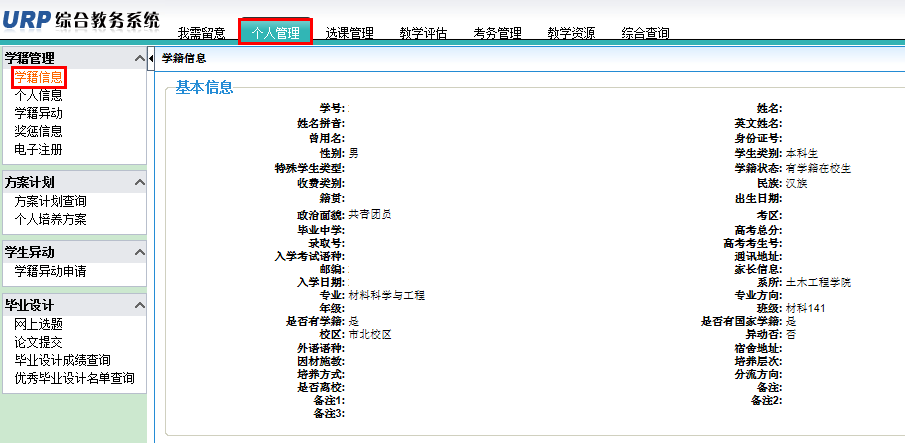 URP 综合教务系统
我需留意 个人管理 选课管理 教学评估 考务管理 教学资源 综合查询
学籍管理
学籍信息
个人信息
学籍异动
奖惩信息
电子注册
方案计划
方案计划查询
个人培养方案
学生异动
学籍异动申请
毕业设计
网上选题
论文提交
毕业设计成绩查询
优秀毕业设计名单查询
学籍信息
基本信息
学号: 姓名:
姓名拼音: 英文姓名:
曾用名: 身份证号:
性别: 男 学生类别: 本科生
特殊学生类型: 学籍状态: 有学籍在校生
收费类别: 民族: 汉族
籍贯: 出生日期:
政治面貌: 共青团员 考区:
毕业中学: 高考总分:
录取号: 高考考生号:
入学考试语种: 通讯地址:
邮编: 家长信息:
入学日期: 系所: 土木工程学院
专业: 材料科学与工程 专业方向:
年级: 班级: 材料141
是否有学籍: 是 是否有国家学籍: 是
校区: 市北校区 异动否: 否
外语语种: 宿舍地址:
因材施教: 培养层次:
培养方式: 分流方向:
是否离校: 备注:
备注1: 备注2:
备注3: